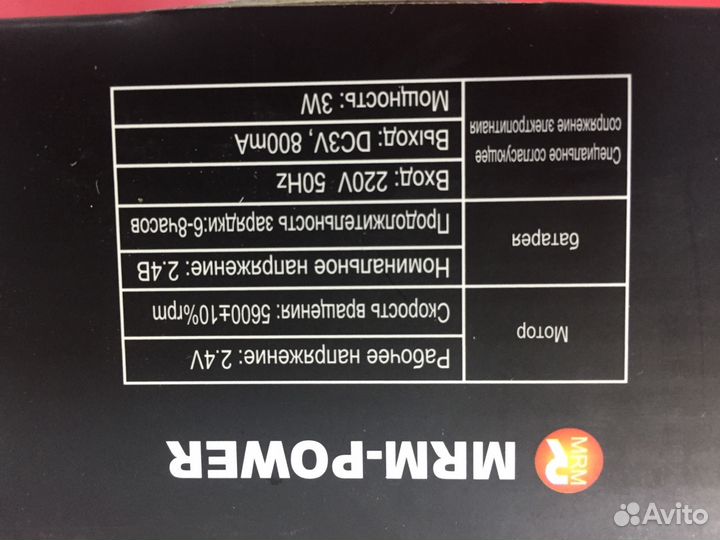 MRM
MRM-POWER
Мотор
Рабочее напряжение: 2.4V
Скорость вращения: 5600±10%rpm
батарея
Номинальное напряжение: 2.4В
Продолжительность зарядки:6-8часов
Специальное согласующее
сопряжение электропитная
Вход: 220V 50Hz
Выход: DC3V, 800mA
Мощность: 3W
Avito